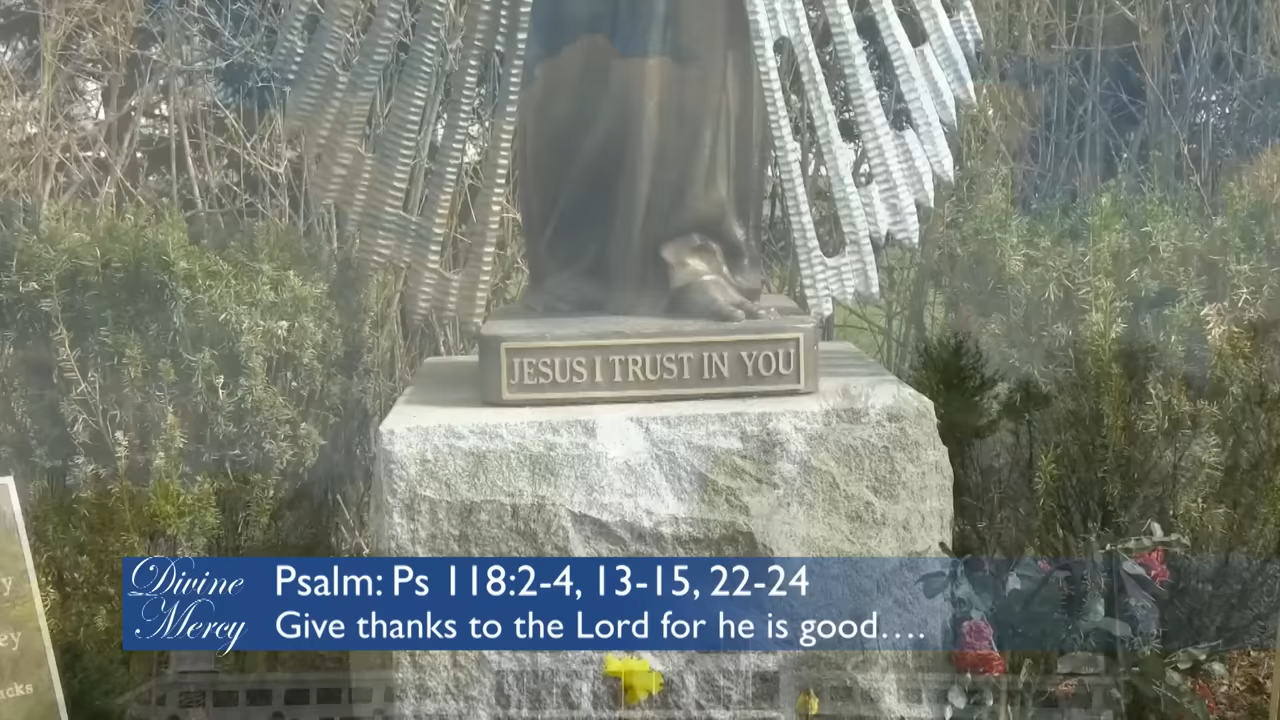 JESUS I TRUST IN YOU
Divine
Mercy
Psalm: Ps 118:2-4, 13-15, 22-24
Give thanks to the Lord for he is good....